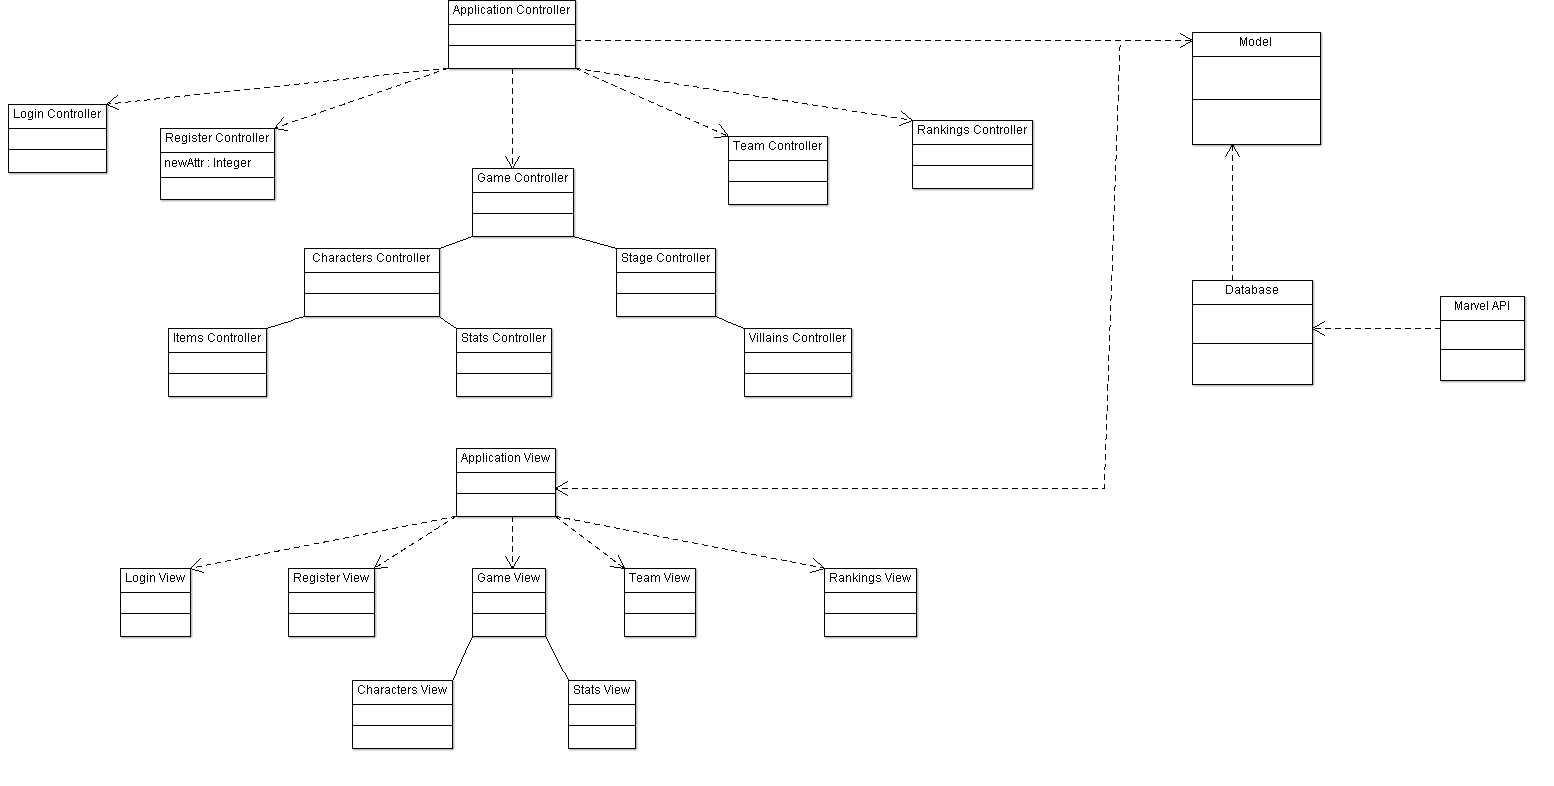 Application Controller
Model
Login Controller
Register Controller
newAttr : Integer
Team Controller
Rankings Controller
Game Controller
Characters Controller
Stage Controller
Database
Marvel API
Items Controller
Stats Controller
Villains Controller
Application View
Login View
Register View
Game View
Team View
Rankings View
Characters View
Stats View